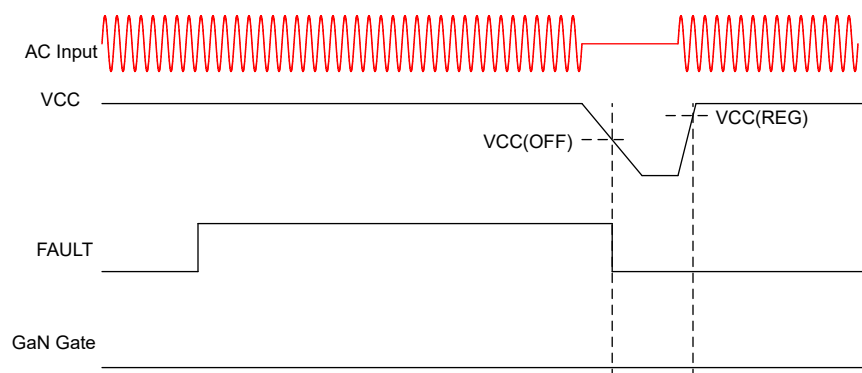 AC Input
VCC
VCC(OFF)
VCC(REG)
FAULT
GaN Gate